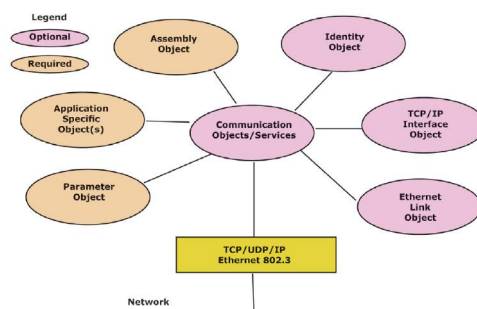 Legend
Optional
Required
Assembly
Object
Identity
Object
Application
Specific
Object(s)
Communication
Objects/Services
TCP/IP
Interface
Object
Parameter
Object
Ethernet
Link
Object
TCP/UDP/IP
Ethernet 802.3
Network